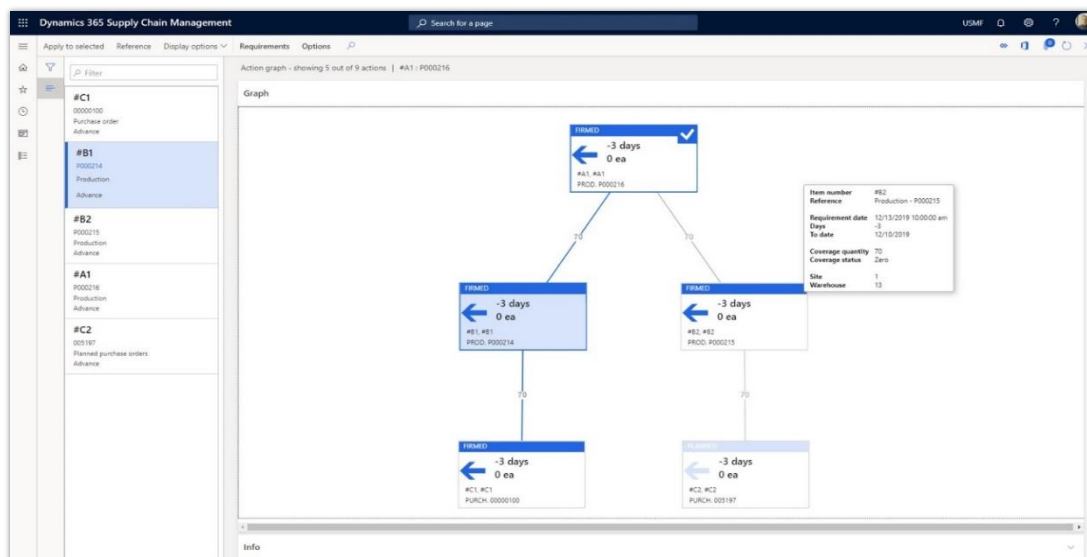 Dynamics 365 Supply Chain Management
Search for a page
USMF
Apply to selected Reference Display options Requirements Options
Filter
#C1
00000100
Purchase order
Advance
#B1
P000214
Production
Advance
#B2
P000215
Production
Advance
#A1
P000216
Production
Advance
#C2
005197
Planned purchase orders
Advance
Action graph - showing 5 out of 9 actions | #A1 : P000216
Graph
FIRMED
-3 days
0 ea
#A1, #A1
PROD. P000216
70
70
Item number #B2
Reference Production - P000215
Requirement date 12/13/2019 10:00:00 am
Days -3
To date 12/10/2019
Coverage quantity 70
Coverage status Zero
Site 1
Warehouse 13
FIRMED
-3 days
0 ea
#B1, #B1
PROD. P000214
FIRMED
-3 days
0 ea
#B2, #B2
PROD. P000215
70
70
FIRMED
-3 days
0 ea
#C1, #C1
PURCH. 00000100
PLANNED
-3 days
0 ea
#C2, #C2
PURCH. 005197
Info